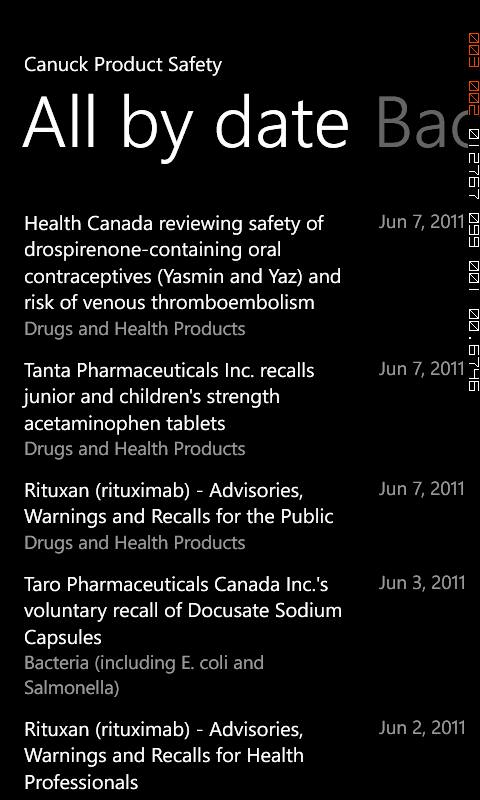 Canuck Product Safety
All by date Bac
Health Canada reviewing safety of
drospirenone-containing oral
contraceptives (Yasmin and Yaz) and
risk of venous thromboembolism
Drugs and Health Products
Jun 7, 2011
Tanta Pharmaceuticals Inc. recalls
junior and children's strength
acetaminophen tablets
Drugs and Health Products
Jun 7, 2011
Rituxan (rituximab) - Advisories,
Warnings and Recalls for the Public
Drugs and Health Products
Jun 7, 2011
Taro Pharmaceuticals Canada Inc.'s
voluntary recall of Docusate Sodium
Capsules
Bacteria (including E. coli and
Salmonella)
Jun 3, 2011
Rituxan (rituximab) - Advisories,
Warnings and Recalls for Health
Professionals
Jun 2, 2011
003 002 012767 099 001 00.6746